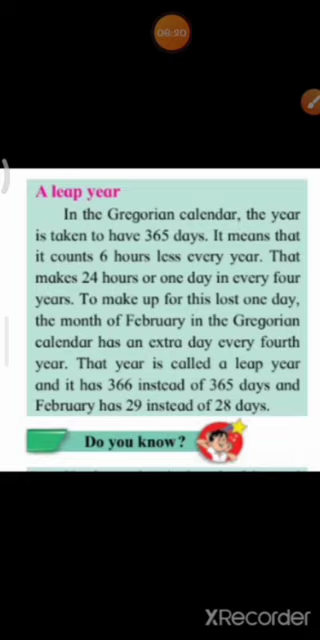 06:20
A leap year
In the Gregorian calendar, the year
is taken to have 365 days. It means that
it counts 6 hours less every year. That
makes 24 hours or one day in every four
years. To make up for this lost one day,
the month of February in the Gregorian
calendar has an extra day every fourth
year. That year is called a leap year
and it has 366 instead of 365 days and
February has 29 instead of 28 days.
Do you know?
XRecorder